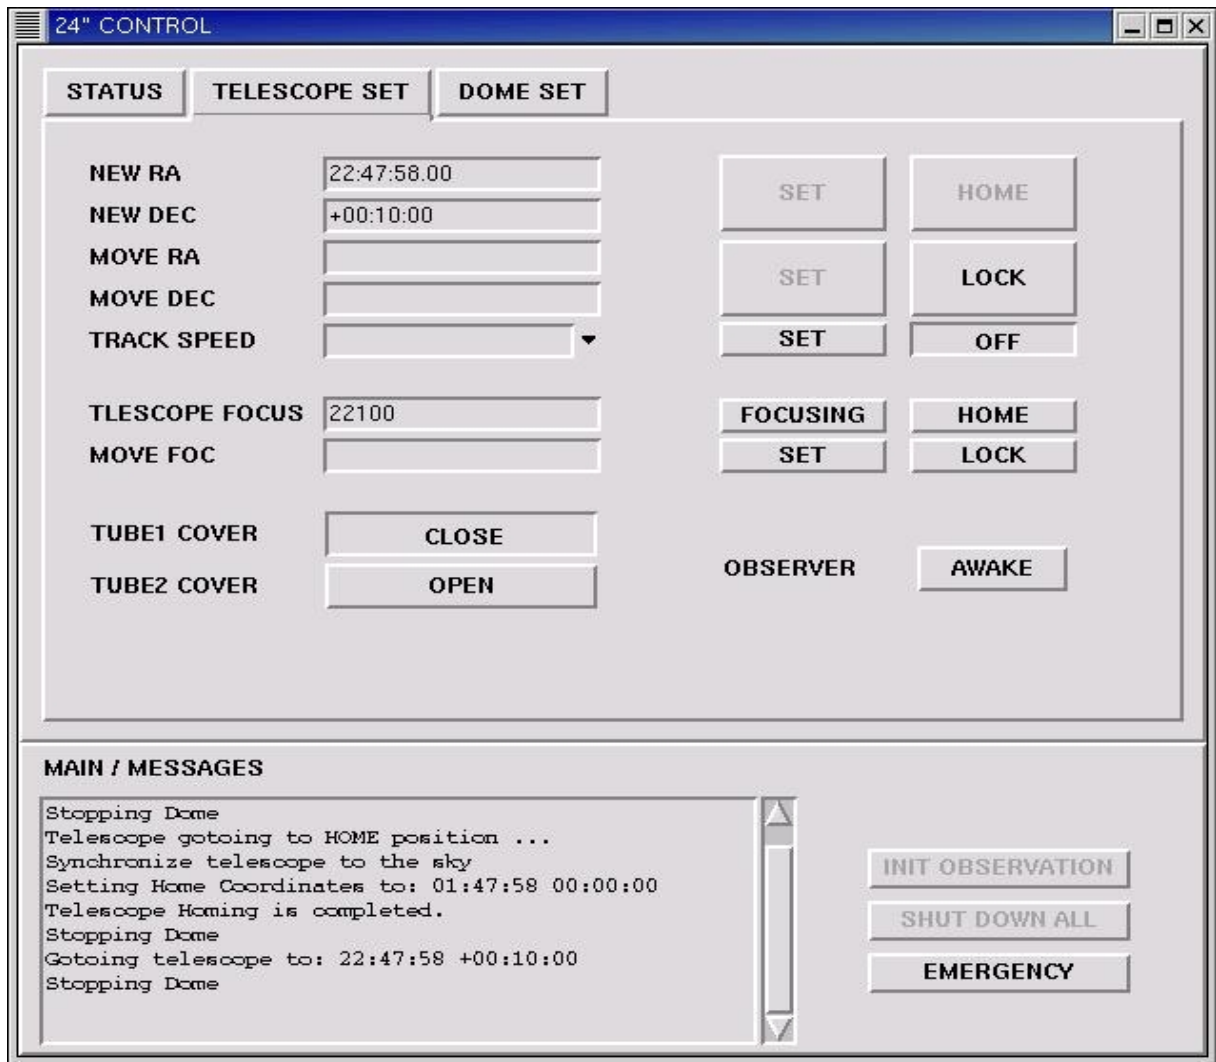 24" CONTROL
STATUS TELESCOPE SET DOME SET
NEW RA 22:47:58.00 SET HOME
NEW DEC +00:10:00
MOVE RA SET LOCK
MOVE DEC
TRACK SPEED SET OFF
TLESCOPE FOCUS 22100 FOCUSING HOME
MOVE FOC SET LOCK
TUBE1 COVER CLOSE
OBSERVER AWAKE
TUBE2 COVER OPEN
MAIN / MESSAGES
Stopping Dome
Telescope gotoing to HOME position ...
Synchronize telescope to the sky
Setting Home Coordinates to: 01:47:58 00:00:00
Telescope Homing is completed.
Stopping Dome
Gotoing telescope to: 22:47:58 +00:10:00
Stopping Dome
INIT OBSERVATION
SHUT DOWN ALL
EMERGENCY